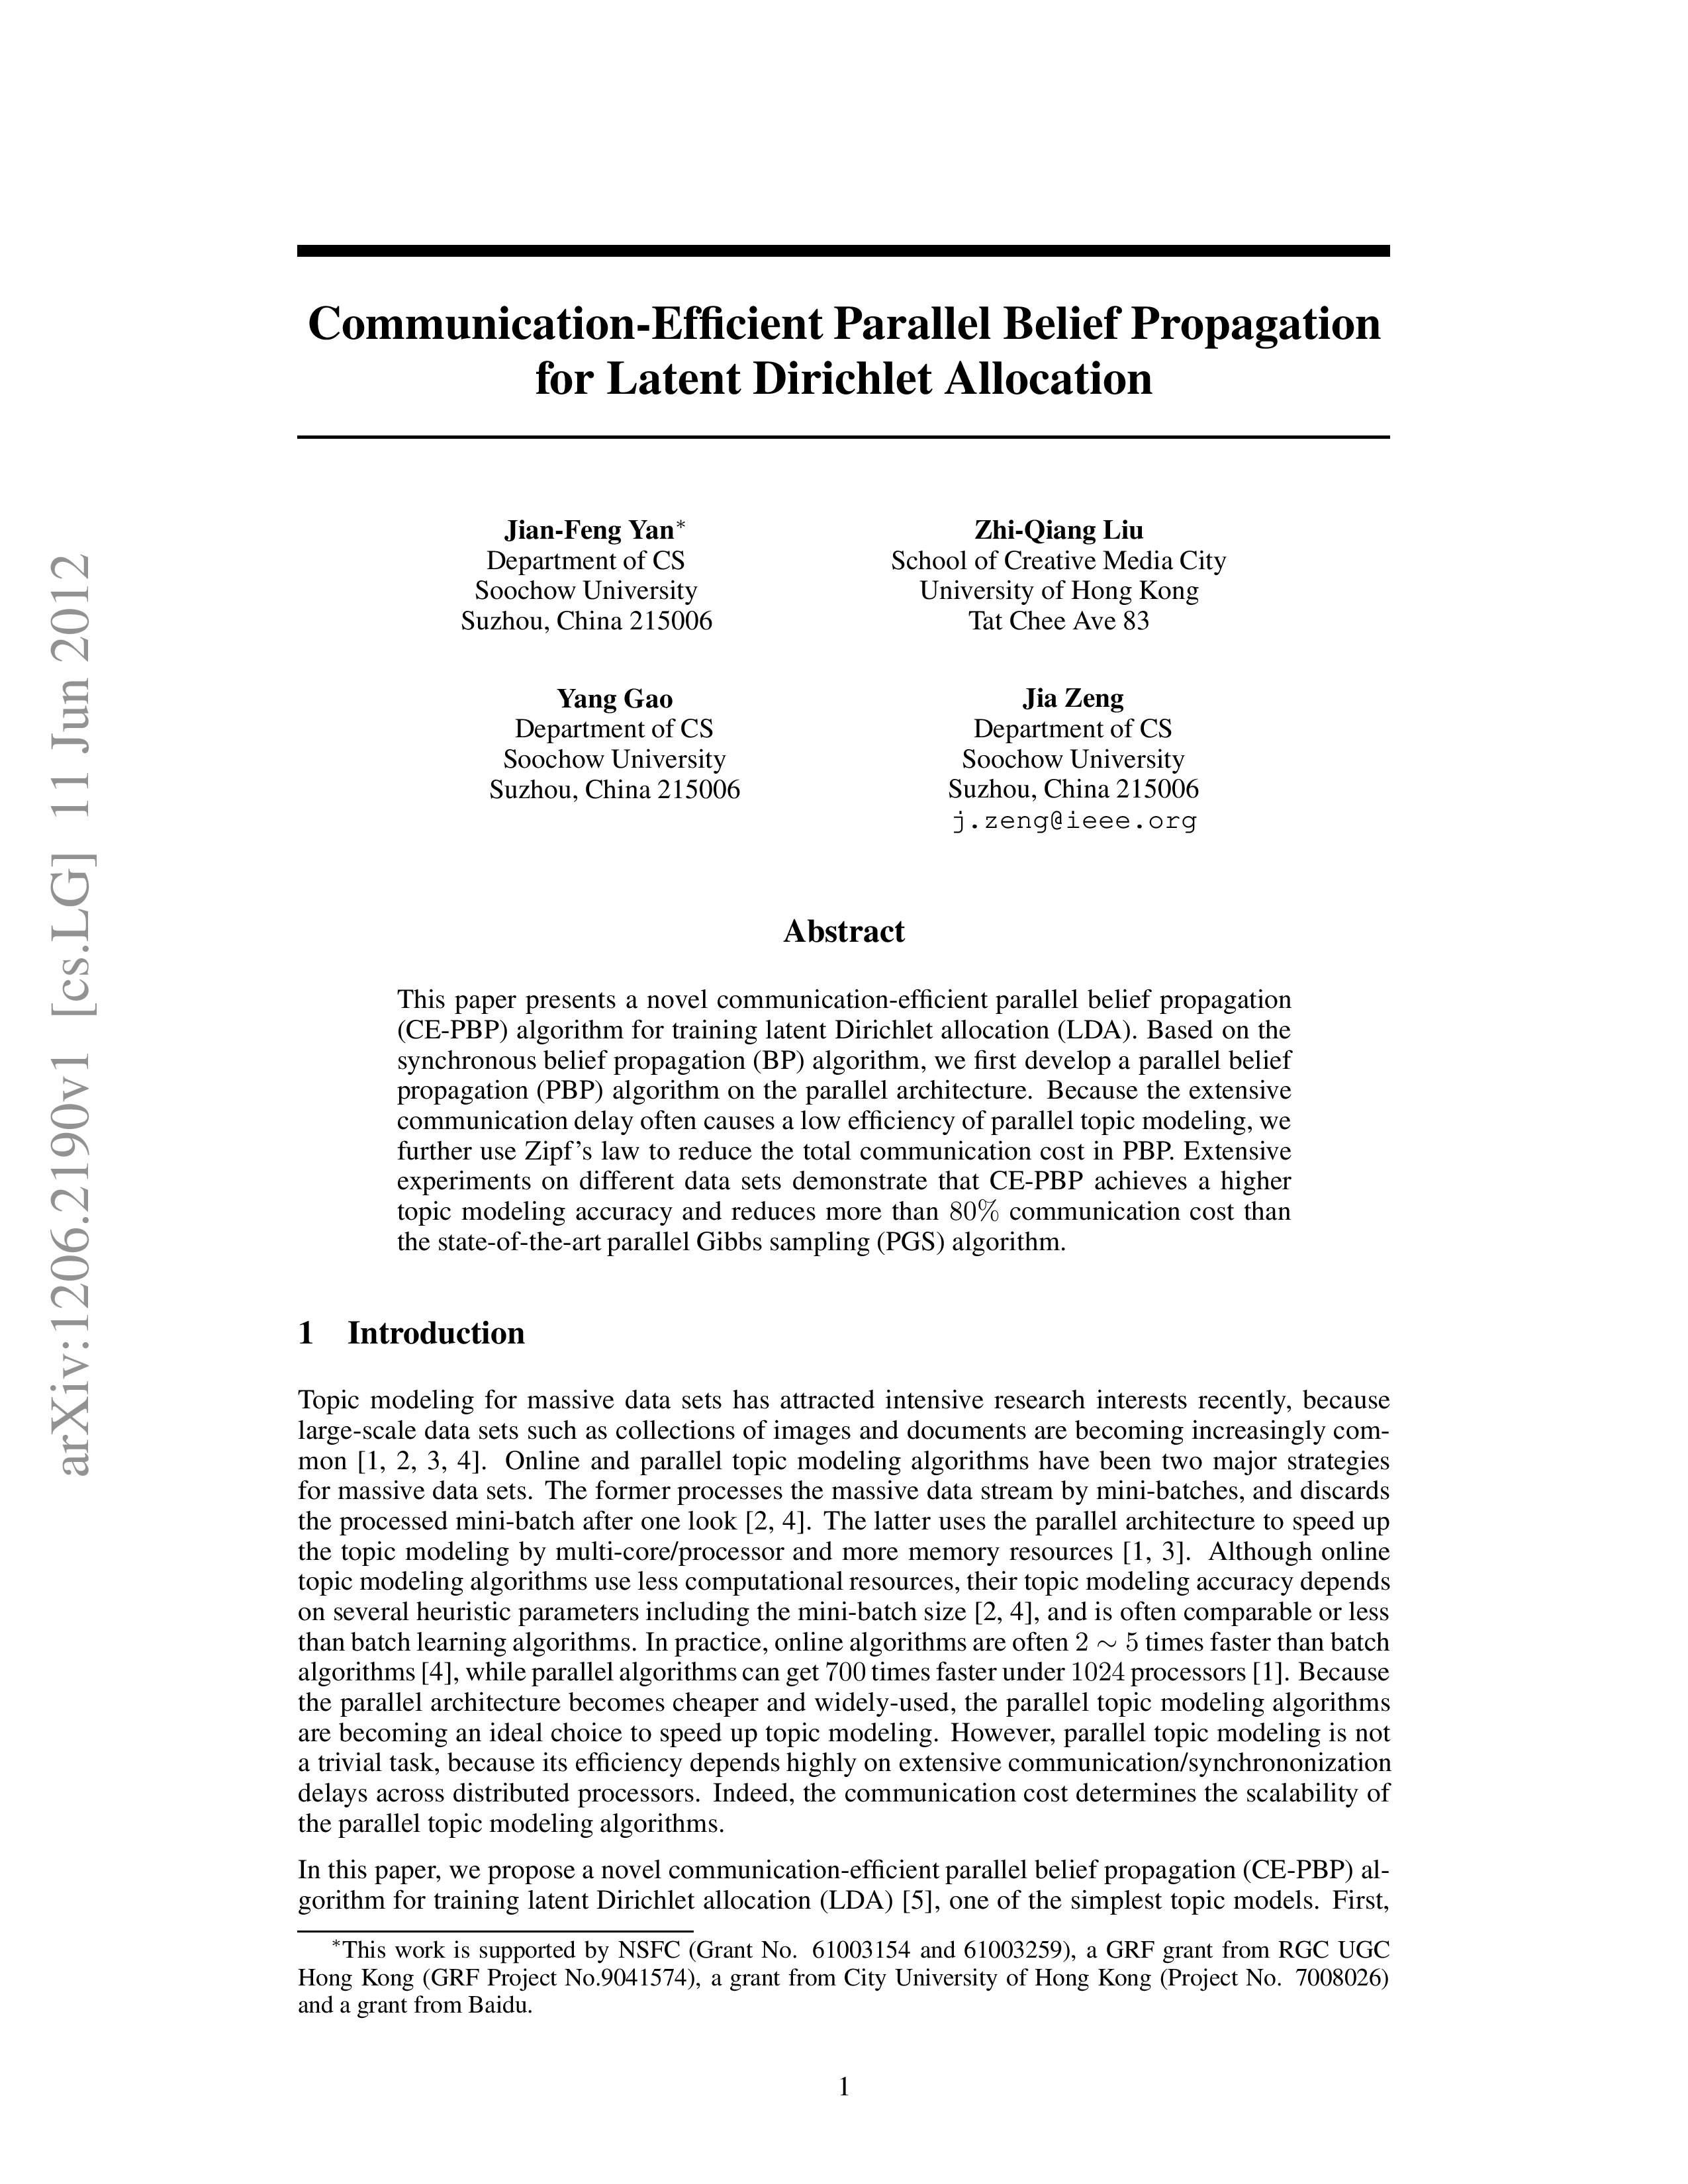 arXiv:1206.2190v1 [cs.LG] 11 Jun 2012
Communication-Efficient Parallel Belief Propagation
for Latent Dirichlet Allocation
Jian-Feng Yan*
Department of CS
Soochow University
Suzhou, China 215006
Zhi-Qiang Liu
School of Creative Media City
University of Hong Kong
Tat Chee Ave 83
Yang Gao
Department of CS
Soochow University
Suzhou, China 215006
Jia Zeng
Department of CS
Soochow University
Suzhou, China 215006
j.zeng@ieee.org
Abstract
This paper presents a novel communication-efficient parallel belief propagation
(CE-PBP) algorithm for training latent Dirichlet allocation (LDA). Based on the
synchronous belief propagation (BP) algorithm, we first develop a parallel belief
propagation (PBP) algorithm on the parallel architecture. Because the extensive
communication delay often causes a low efficiency of parallel topic modeling, we
further use Zipf's law to reduce the total communication cost in PBP. Extensive
experiments on different data sets demonstrate that CE-PBP achieves a higher
topic modeling accuracy and reduces more than 80% communication cost than
the state-of-the-art parallel Gibbs sampling (PGS) algorithm.
1 Introduction
Topic modeling for massive data sets has attracted intensive research interests recently, because
large-scale data sets such as collections of images and documents are becoming increasingly com-
mon [1, 2, 3, 4]. Online and parallel topic modeling algorithms have been two major strategies
for massive data sets. The former processes the massive data stream by mini-batches, and discards
the processed mini-batch after one look [2, 4]. The latter uses the parallel architecture to speed up
the topic modeling by multi-core/processor and more memory resources [1, 3]. Although online
topic modeling algorithms use less computational resources, their topic modeling accuracy depends
on several heuristic parameters including the mini-batch size [2, 4], and is often comparable or less
than batch learning algorithms. In practice, online algorithms are often 2 ∼ 5 times faster than batch
algorithms [4], while parallel algorithms can get 700 times faster under 1024 processors [1]. Because
the parallel architecture becomes cheaper and widely-used, the parallel topic modeling algorithms
are becoming an ideal choice to speed up topic modeling. However, parallel topic modeling is not
a trivial task, because its efficiency depends highly on extensive communication/synchrononization
delays across distributed processors. Indeed, the communication cost determines the scalability of
the parallel topic modeling algorithms.
In this paper, we propose a novel communication-efficient parallel belief propagation (CE-PBP) al-
gorithm for training latent Dirichlet allocation (LDA) [5], one of the simplest topic models. First,
*This work is supported by NSFC (Grant No. 61003154 and 61003259), a GRF grant from RGC UGC
Hong Kong (GRF Project No.9041574), a grant from City University of Hong Kong (Project No. 7008026)
and a grant from Baidu.
1